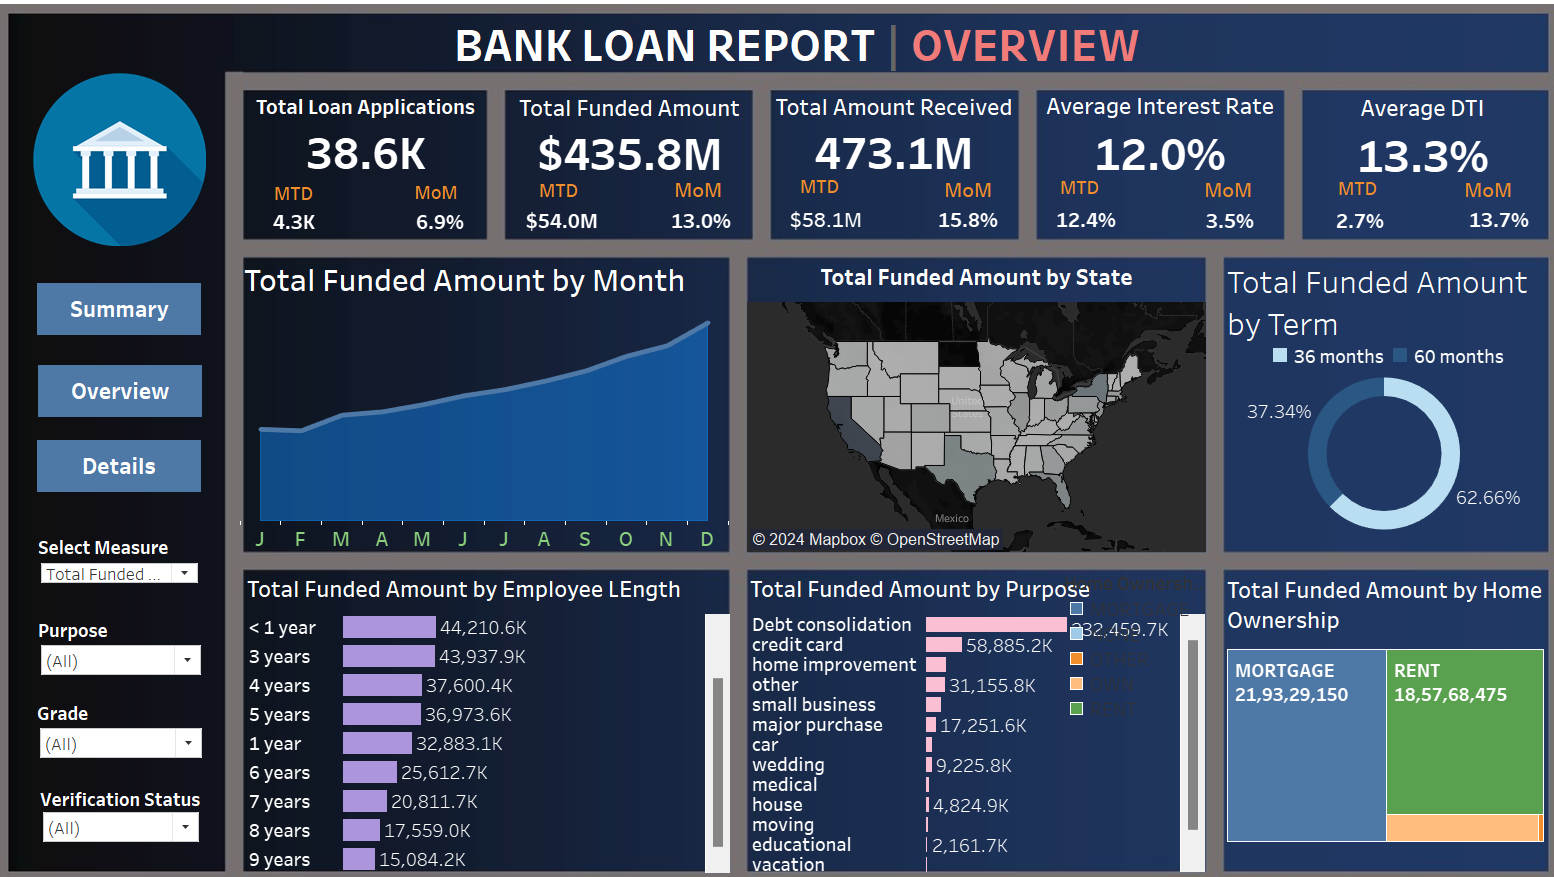 BANK LOAN REPORT | OVERVIEW
Total Loan Applications
38.6K
MTD MoM
4.3K 6.9%
Total Funded Amount
$435.8M
MTD MoM
$54.0M 13.0%
Total Amount Received
473.1M
MTD MoM
$58.1M 15.8%
Average Interest Rate
12.0%
MTD MoM
12.4% 3.5%
Average DTI
13.3%
MTD MoM
2.7% 13.7%
Summary
Overview
Details
Select Measure
Total Funded ...
Purpose
(All)
Grade
(All)
Verification Status
(All)
Total Funded Amount by Month
J F M A M J J A S O N D
Total Funded Amount by State
United
States
Mexico
© 2024 Mapbox © OpenStreetMap
Total Funded Amount
by Term
36 months 60 months
37.34%
62.66%
Total Funded Amount by Employee LEngth
< 1 year 44,210.6K
3 years 43,937.9K
4 years 37,600.4K
5 years 36,973.6K
1 year 32,883.1K
6 years 25,612.7K
7 years 20,811.7K
8 years 17,559.0K
9 years 15,084.2K
Total Funded Amount by Purpose
Debt consolidation 232,459.7K
credit card 58,885.2K
home improvement
other 31,155.8K
small business
major purchase 17,251.6K
car
wedding 9,225.8K
medical
house 4,824.9K
moving
educational 2,161.7K
vacation
Total Funded Amount by Home
Ownership
MORTGAGE
21,93,29,150
RENT
18,57,68,475